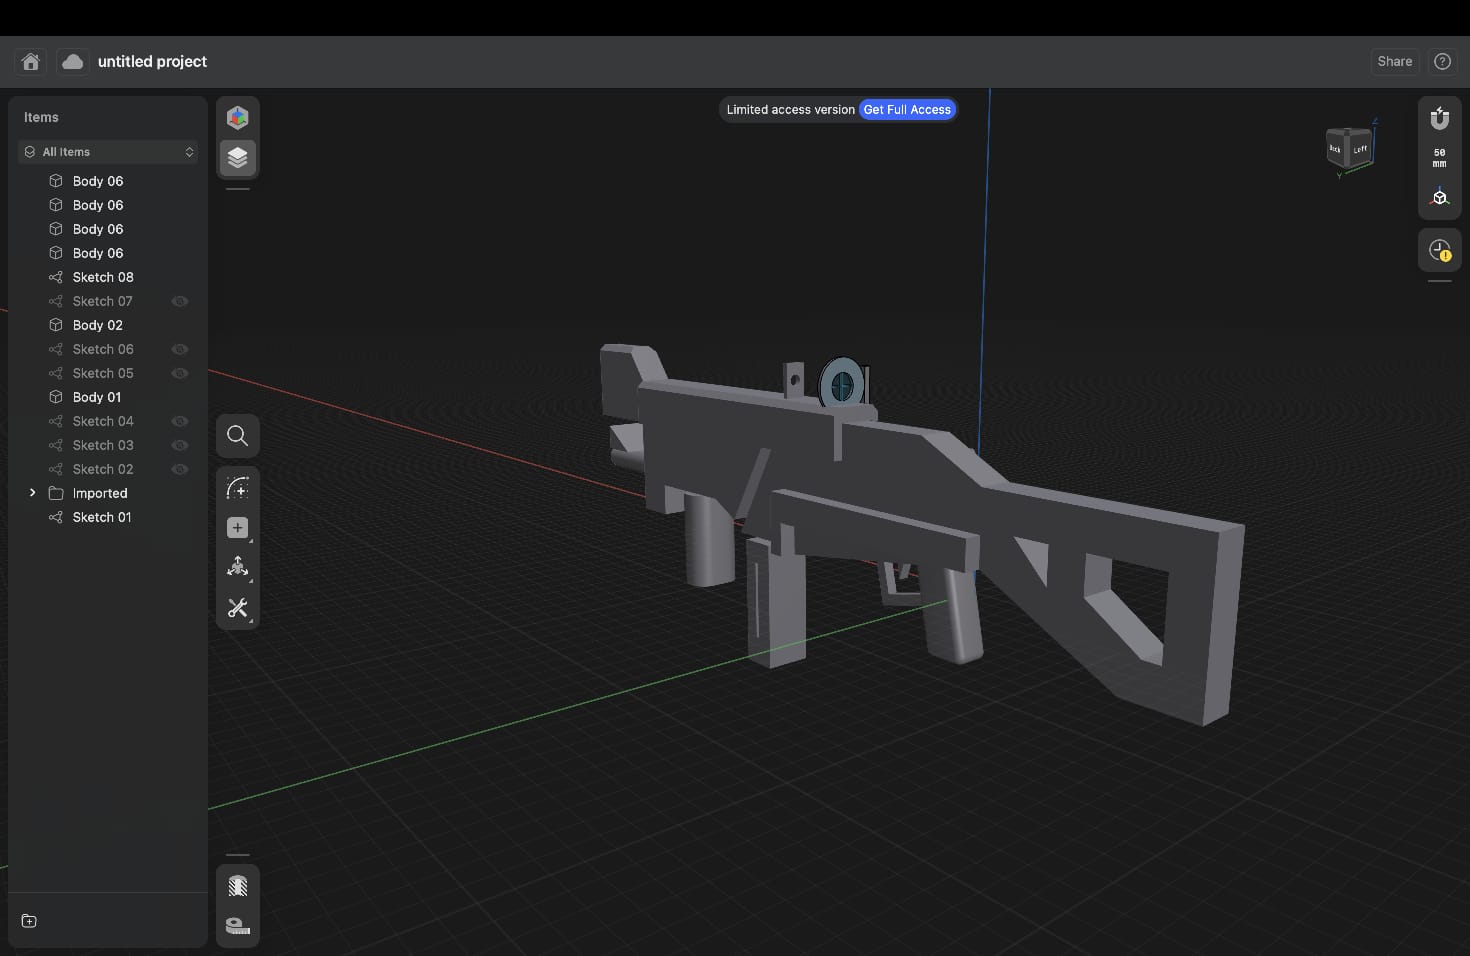 untitled project
Share
?
Items
All Items
Body 06
Body 06
Body 06
Body 06
Sketch 08
Sketch 07
Body 02
Sketch 06
Sketch 05
Body 01
Sketch 04
Sketch 03
Sketch 02
Imported
Sketch 01
Limited access version Get Full Access
Z
Back Left
Y
50
mm